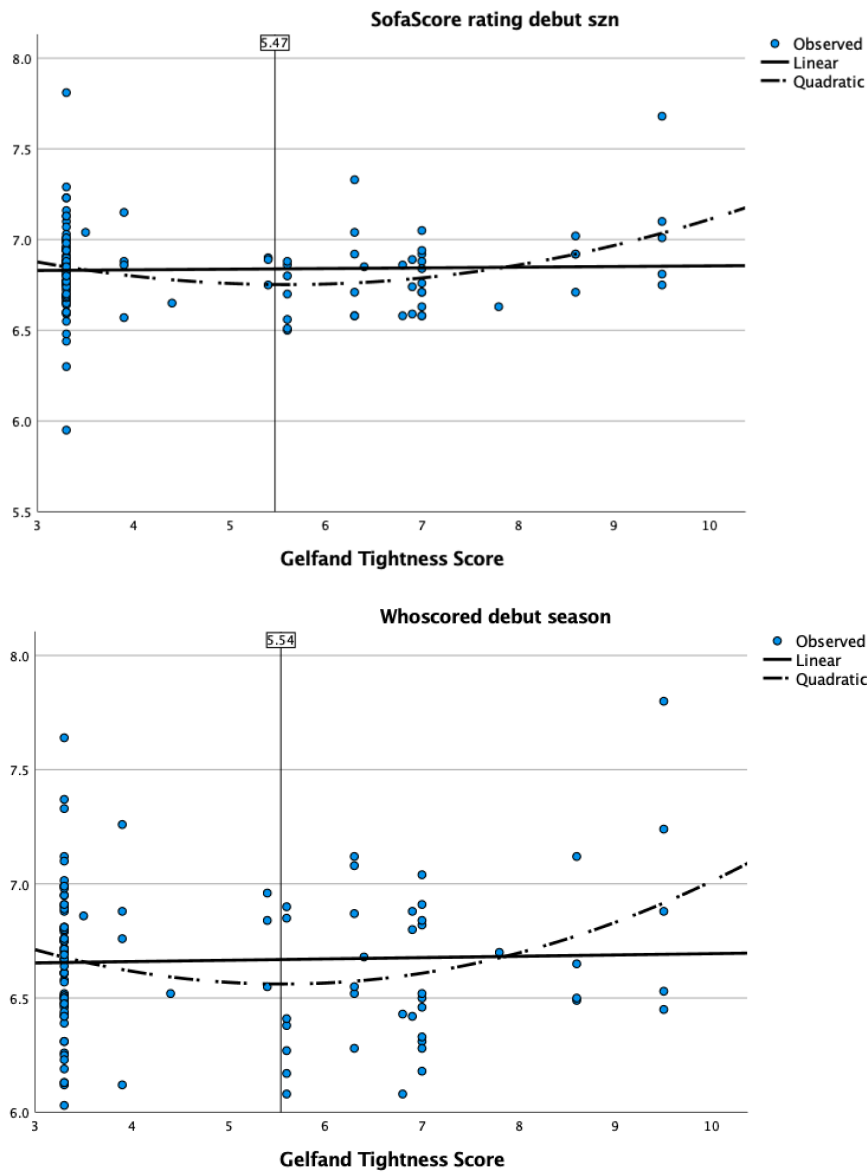 SofaScore rating debut szn
5.47
Observed
Linear
Quadratic
8.0
7.5
7.0
6.5
6.0
5.5
3 4 5 6 7 8 9 10
Gelfand Tightness Score
Whoscored debut season
5.54
Observed
Linear
Quadratic
8.0
7.5
7.0
6.5
6.0
3 4 5 6 7 8 9 10
Gelfand Tightness Score